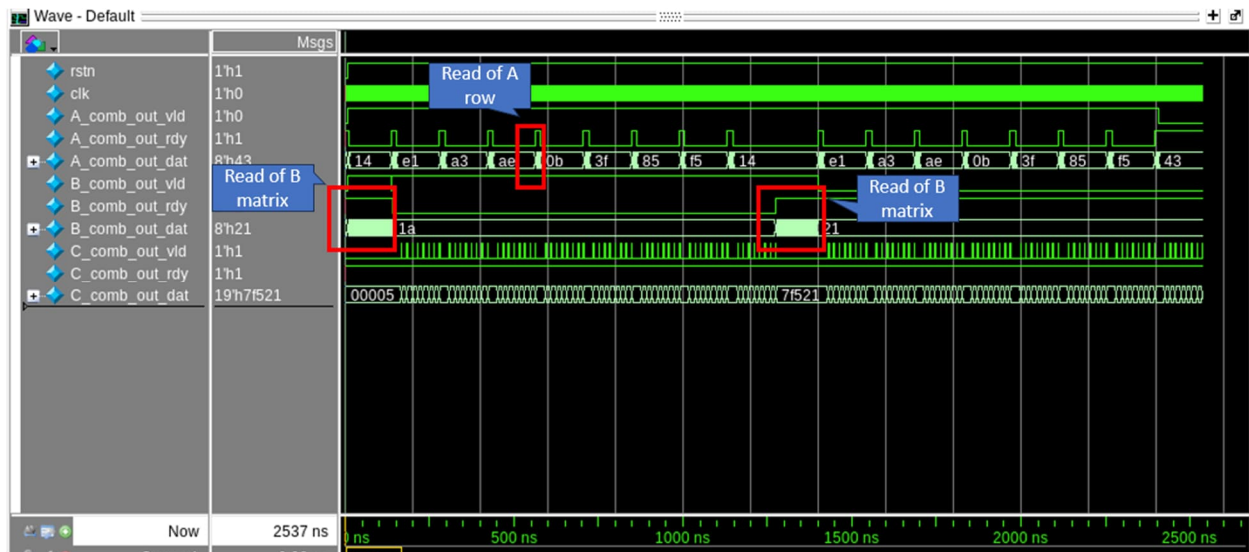 Wave - Default
Msgs
rstn 1'h1
clk 1'h0
Read of A
row
A_comb_out_vld 1'h0
A_comb_out_rdy 1'h1
A_comb_out_dat 8'h43 14 e1 a3 ae 0b 3f 85 f5 14 e1 a3 ae 0b 3f 85 f5 43
B_comb_out_vld
Read of B
matrix
Read of B
matrix
B_comb_out_rdy
B_comb_out_dat 8'h21 1a 21
C_comb_out_vld 1'h1
C_comb_out_rdy 1'h1
C_comb_out_dat 19'h7f521 00005 7f521
Now 2537 ns ns 500 ns 1000 ns 1500 ns 2000 ns 2500 ns